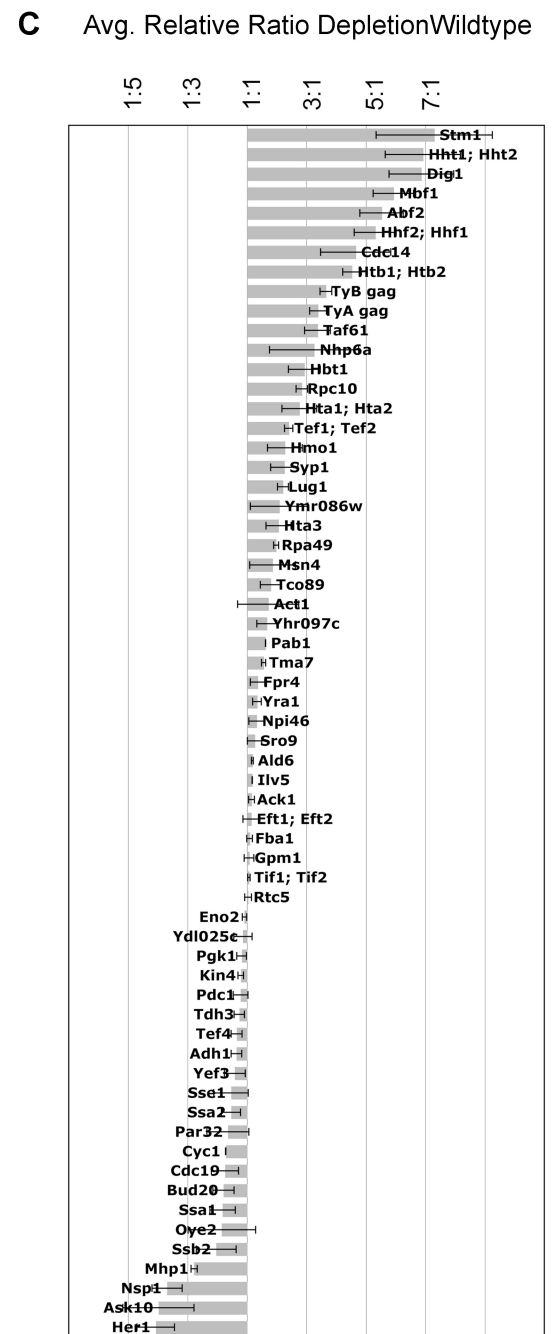 C Avg. Relative Ratio DepletionWildtype
1:5 1:3 1:1 3:1 5:1 7:1
Stm1
Hht1; Hht2
Dig1
Mbf1
Abf2
Hhf2; Hhf1
Cdc14
Htb1; Htb2
TyB gag
TyA gag
Taf61
Nhp6a
Hbt1
Rpc10
Hta1; Hta2
Tef1; Tef2
Hmo1
Syp1
Lug1
Ymr086w
Hta3
Rpa49
Msn4
Tco89
Act1
Yhr097c
Pab1
Tma7
Fpr4
Yra1
Npi46
Sro9
Ald6
Ilv5
Ack1
Eft1; Eft2
Fba1
Gpm1
Tif1; Tif2
Rtc5
Eno2
Ydl025c
Pgk1
Kin4
Pdc1
Tdh3
Tef4
Adh1
Yef3
Sse1
Ssa2
Par32
Cyc1
Cdc19
Bud20
Ssa1
Oye2
Ssb2
Mhp1
Nsp1
Ask10
Her1